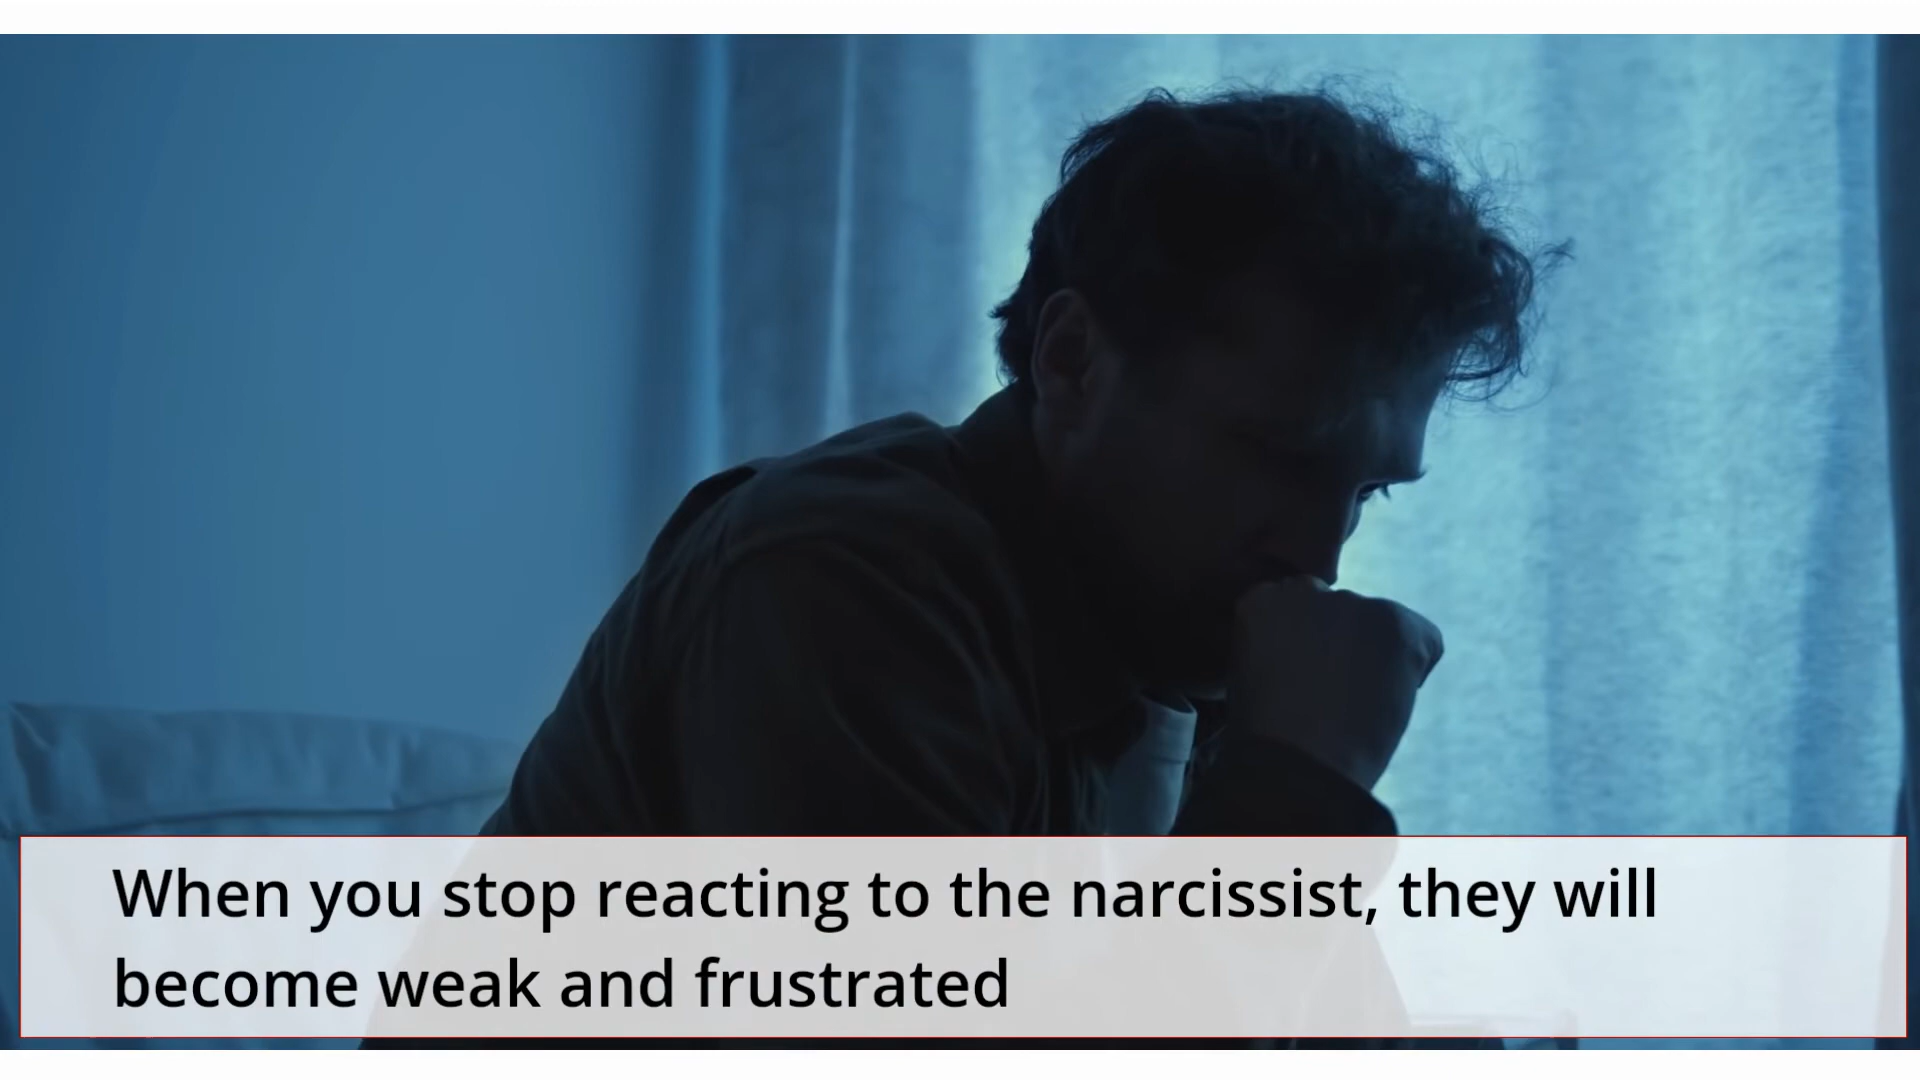 When you stop reacting to the narcissist, they will
become weak and frustrated